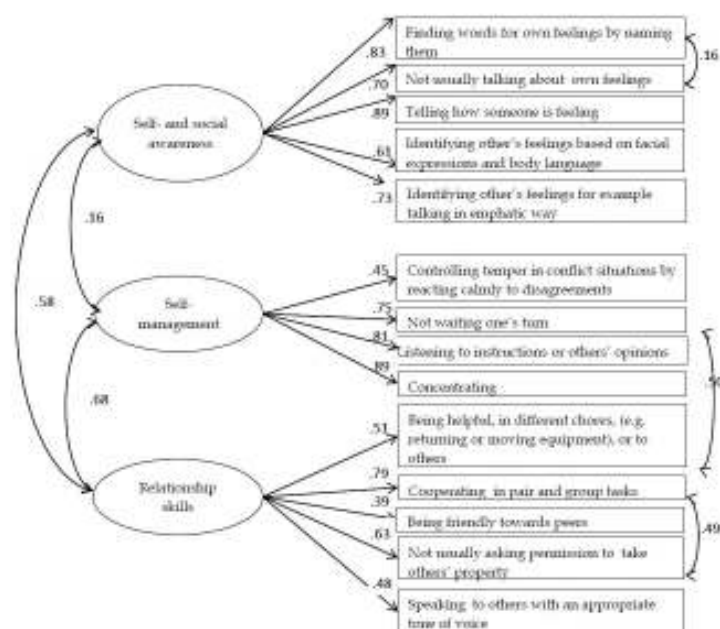 Finding words for own feelings by naming
them
.83
.16
Not usually talking about own feelings
.70
.89
Telling how someone is feeling
Self- and social
awareness
Identifying other's feelings based on facial
expressions and body language
.61
Identifying other's feelings for example
talking in emphatic way
.73
.16
.58
Controlling temper in conflict situations by
reacting calmly to disagreements
.45
Self-
management
Not waiting one's turn
.75
Listening to instructions or others' opinions
.81
Concentrating
.89
.68
Being helpful, in different chores, (e.g.
returning or moving equipment), or to
others
.51
Relationship
skills
Cooperating in pair and group tasks
.79
Being friendly towards peers
.39
Not usually asking permission to take
others' property
.63
.49
Speaking to others with an appropriate
tone of voice
.48